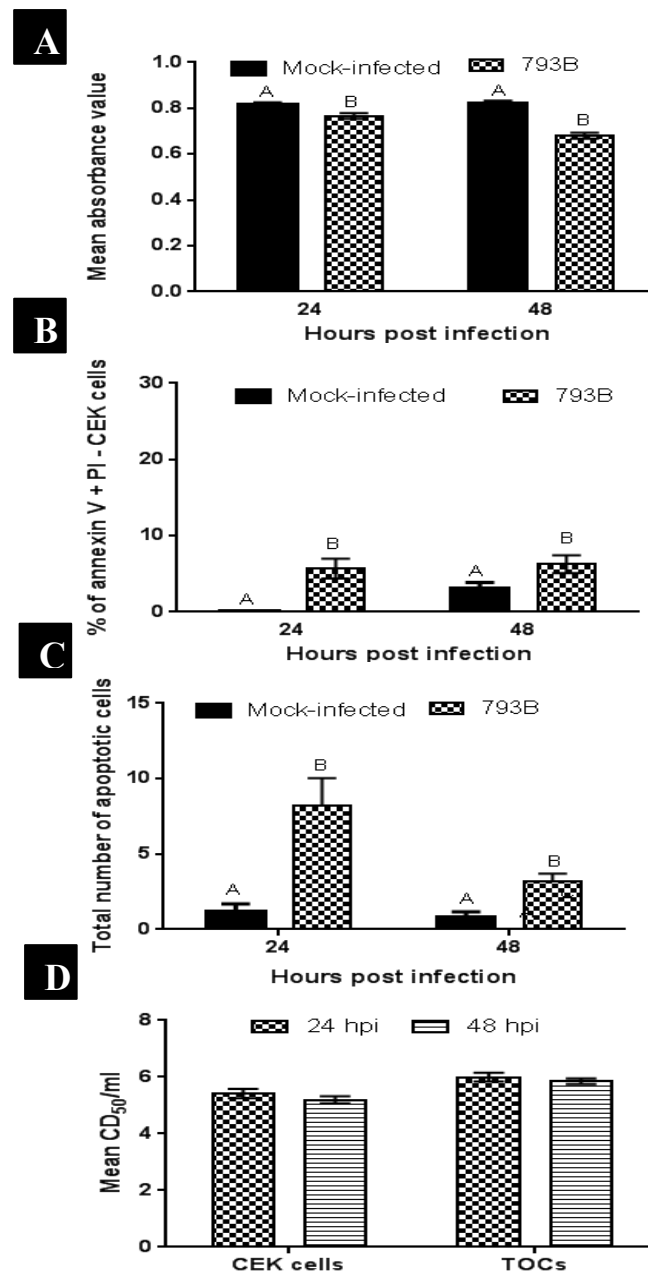 A
Mean absorbance value
1.0
0.8
0.6
0.4
0.2
0.0
Mock-infected 793B
A B A B
24 48
Hours post infection
B
% of annexin V + PI - CEK cells
30
20
10
0
Mock-infected 793B
A B A B
24 48
Hours post infection
C
Total number of apoptotic cells
15
10
5
0
Mock-infected 793B
A B A B
24 48
Hours post infection
D
Mean CD50/ml
8
6
4
2
0
24 hpi 48 hpi
CEK cells TOCs